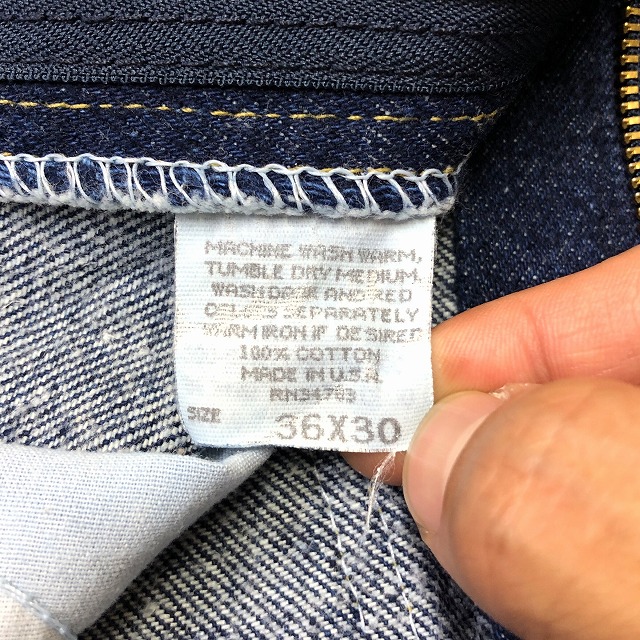 MACHINE WASH WARM,
TUMBLE DRY MEDIUM.
WASH DARK AND RED
COLORS SEPARATELY
WARM IRON IF DESIRED
100% COTTON
MADE IN U.S.A.
SIZE 36X30